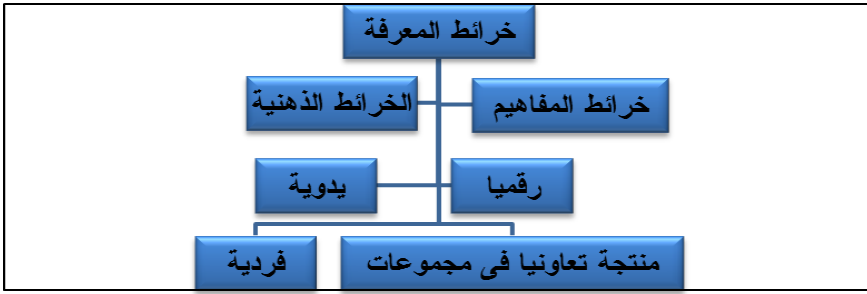 خرائط المعرفة
خرائط المفاهيم
الخرائط الذهنية
رقميا
يدوية
منتجة تعاونيا فى مجموعات
فردية